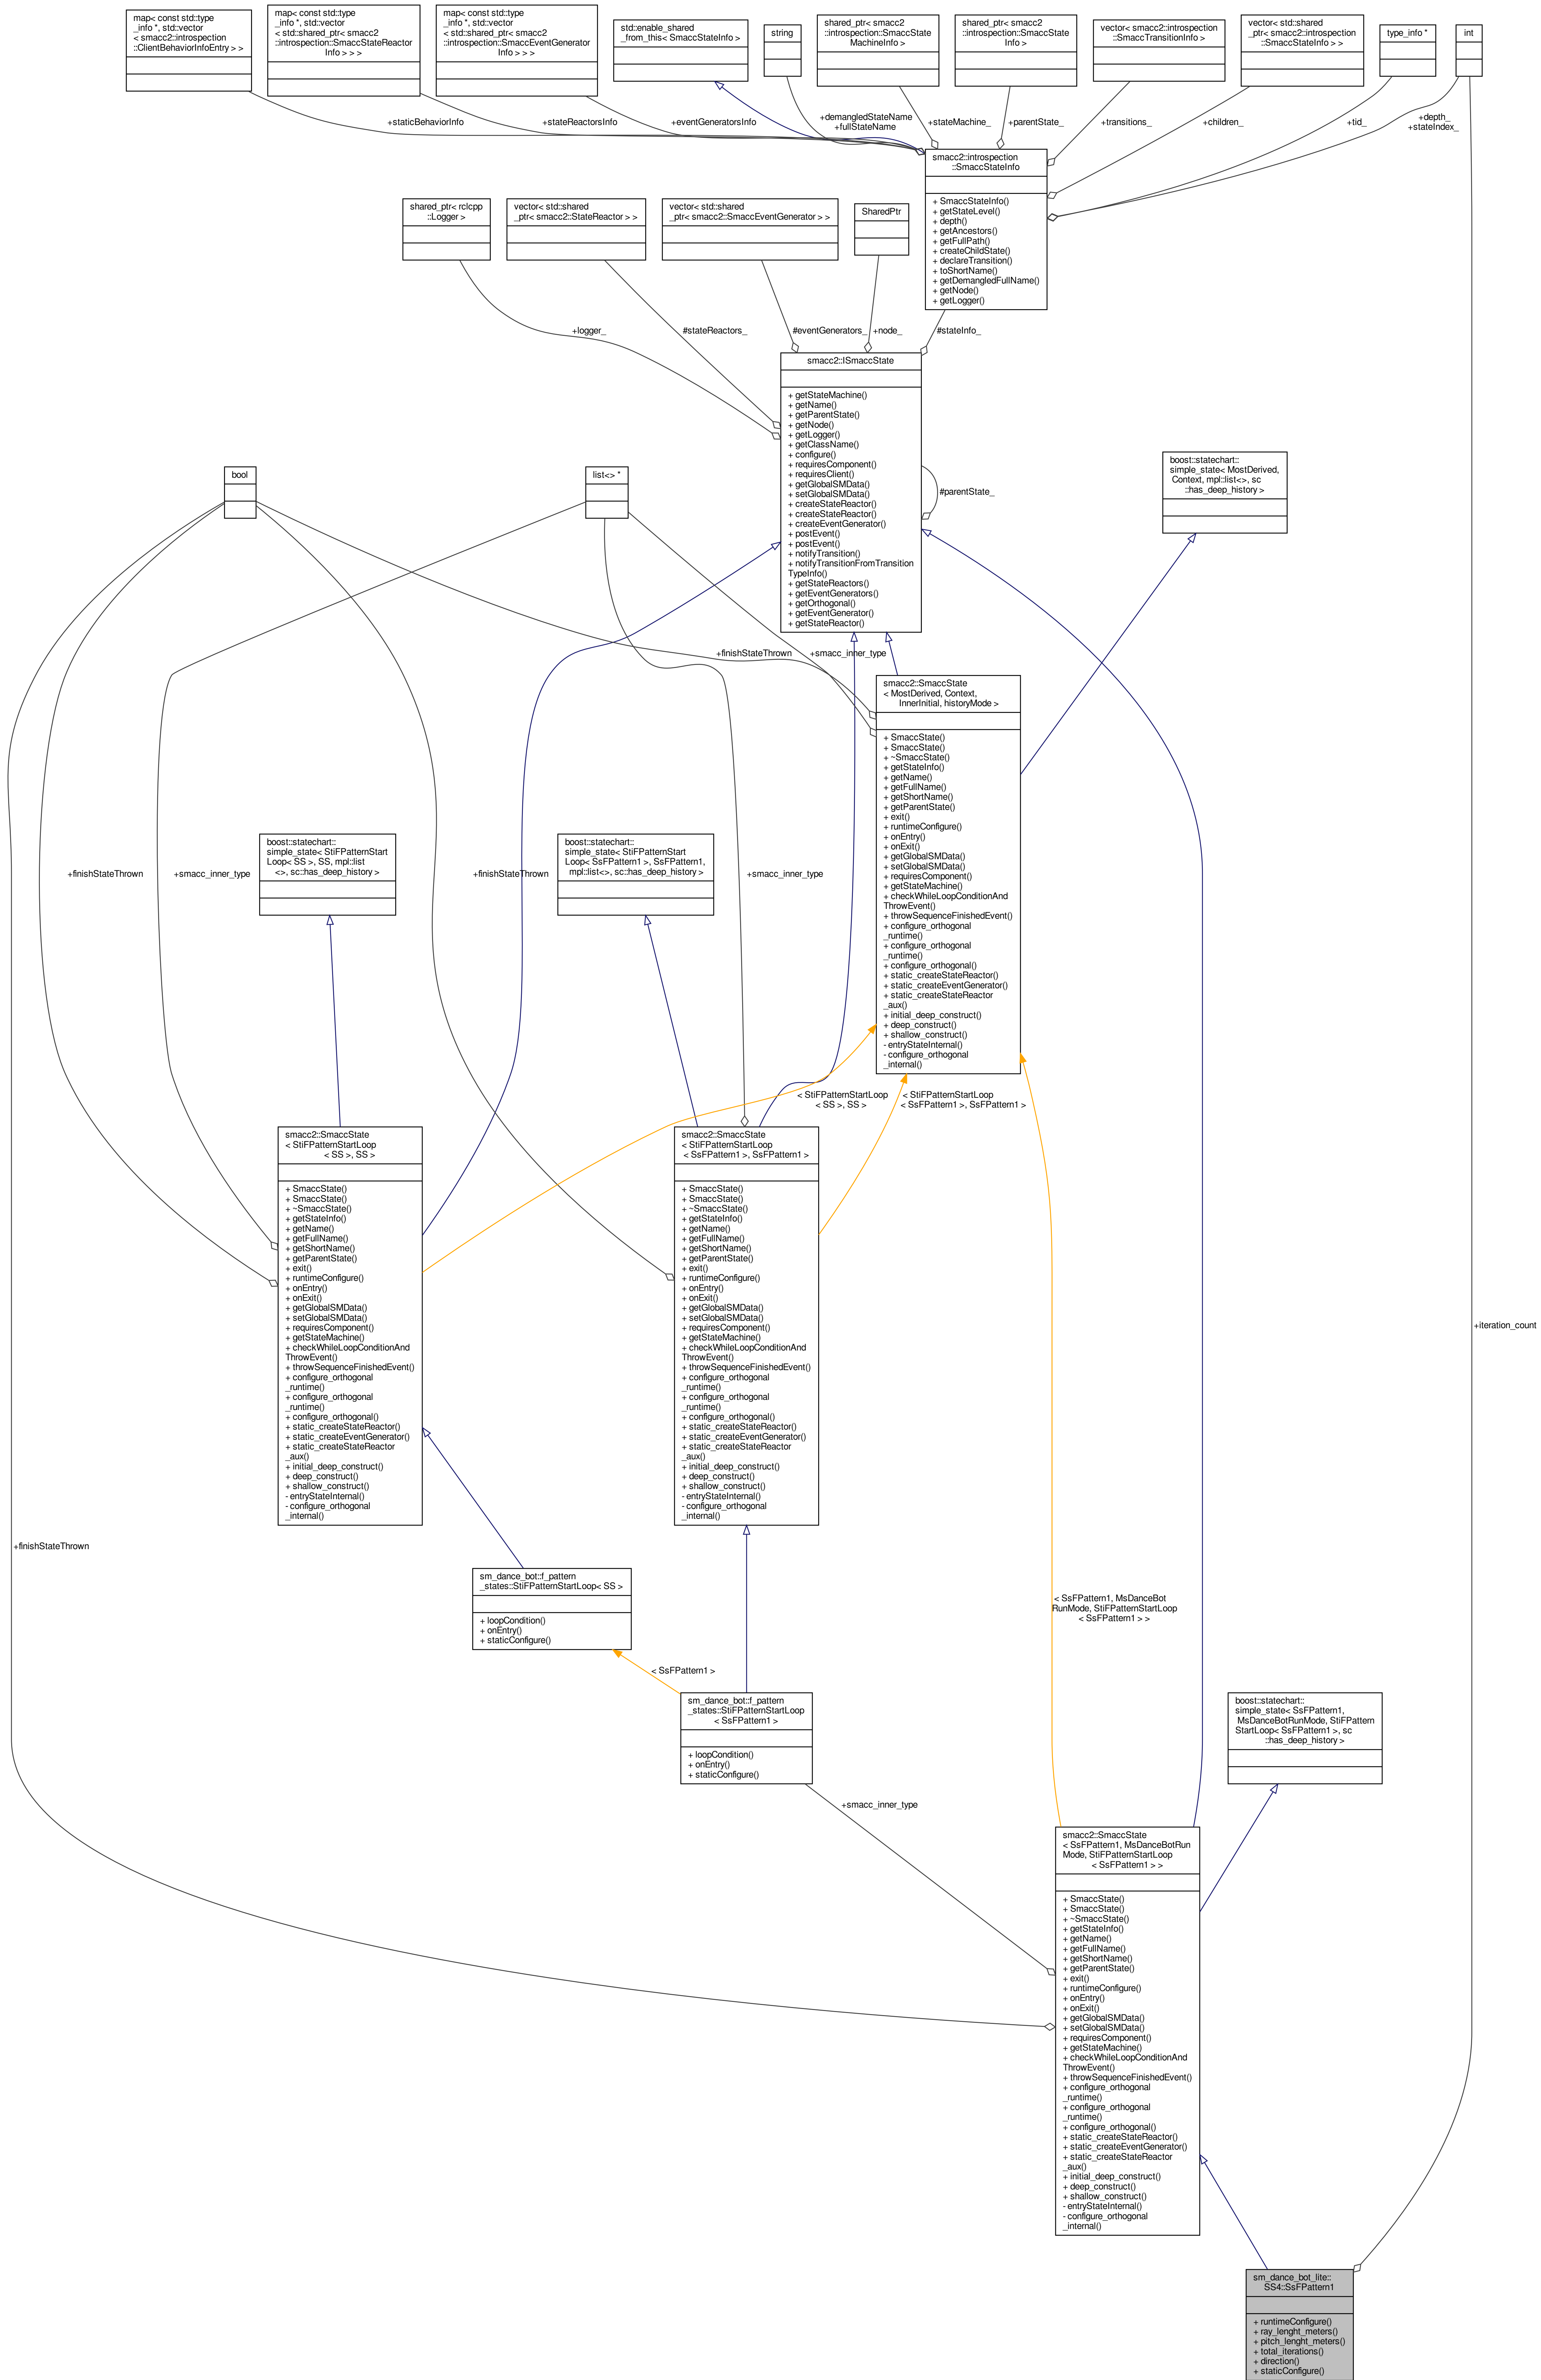 map< const std::type
_info *, std::vector
< smacc2::introspection
::ClientBehaviorInfoEntry > >
map< const std::type
_info *, std::vector
< std::shared_ptr< smacc2
::introspection::SmaccStateReactor
Info > > >
map< const std::type
_info *, std::vector
< std::shared_ptr< smacc2
::introspection::SmaccEventGenerator
Info > > >
std::enable_shared
_from_this< SmaccStateInfo >
string
shared_ptr< smacc2
::introspection::SmaccState
MachineInfo >
shared_ptr< smacc2
::introspection::SmaccState
Info >
vector< smacc2::introspection
::SmaccTransitionInfo >
vector< std::shared
_ptr< smacc2::introspection
::SmaccStateInfo > >
type_info *
int
+staticBehaviorInfo
+stateReactorsInfo
+eventGeneratorsInfo
+demangledStateName
+fullStateName
+stateMachine_
+parentState_
+transitions_
+children_
+tid_
+depth_
+stateIndex_
smacc2::introspection
::SmaccStateInfo
+ SmaccStateInfo()
+ getStateLevel()
+ depth()
+ getAncestors()
+ getFullPath()
+ createChildState()
+ declareTransition()
+ toShortName()
+ getDemangledFullName()
+ getNode()
+ getLogger()
shared_ptr< rclcpp
::Logger >
vector< std::shared
_ptr< smacc2::StateReactor > >
vector< std::shared
_ptr< smacc2::SmaccEventGenerator > >
SharedPtr
+logger_
#stateReactors_
#eventGenerators_
+node_
#stateInfo_
smacc2::ISmaccState
+ getStateMachine()
+ getName()
+ getParentState()
+ getNode()
+ getLogger()
+ getClassName()
+ configure()
+ requiresComponent()
+ requiresClient()
+ getGlobalSMData()
+ setGlobalSMData()
+ createStateReactor()
+ createStateReactor()
+ createEventGenerator()
+ postEvent()
+ postEvent()
+ notifyTransition()
+ notifyTransitionFromTransition
TypeInfo()
+ getStateReactors()
+ getEventGenerators()
+ getOrthogonal()
+ getEventGenerator()
+ getStateReactor()
#parentState_
bool
list<> *
boost::statechart::
simple_state< MostDerived,
Context, mpl::list<>, sc
::has_deep_history >
+finishStateThrown
+smacc_inner_type
smacc2::SmaccState
< MostDerived, Context,
InnerInitial, historyMode >
+ SmaccState()
+ SmaccState()
+ ~SmaccState()
+ getStateInfo()
+ getName()
+ getFullName()
+ getShortName()
+ getParentState()
+ exit()
+ runtimeConfigure()
+ onEntry()
+ onExit()
+ getGlobalSMData()
+ setGlobalSMData()
+ requiresComponent()
+ getStateMachine()
+ checkWhileLoopConditionAnd
ThrowEvent()
+ throwSequenceFinishedEvent()
+ configure_orthogonal
_runtime()
+ configure_orthogonal
_runtime()
+ configure_orthogonal()
+ static_createStateReactor()
+ static_createEventGenerator()
+ static_createStateReactor
_aux()
+ initial_deep_construct()
+ deep_construct()
+ shallow_construct()
- entryStateInternal()
- configure_orthogonal
_internal()
boost::statechart::
simple_state< StiFPatternStart
Loop< SS >, SS, mpl::list
<>, sc::has_deep_history >
boost::statechart::
simple_state< StiFPatternStart
Loop< SsFPattern1 >, SsFPattern1,
mpl::list<>, sc::has_deep_history >
+finishStateThrown
+smacc_inner_type
+finishStateThrown
+smacc_inner_type
< StiFPatternStartLoop
< SS >, SS >
< StiFPatternStartLoop
< SsFPattern1 >, SsFPattern1 >
smacc2::SmaccState
< StiFPatternStartLoop
< SS >, SS >
+ SmaccState()
+ SmaccState()
+ ~SmaccState()
+ getStateInfo()
+ getName()
+ getFullName()
+ getShortName()
+ getParentState()
+ exit()
+ runtimeConfigure()
+ onEntry()
+ onExit()
+ getGlobalSMData()
+ setGlobalSMData()
+ requiresComponent()
+ getStateMachine()
+ checkWhileLoopConditionAnd
ThrowEvent()
+ throwSequenceFinishedEvent()
+ configure_orthogonal
_runtime()
+ configure_orthogonal
_runtime()
+ configure_orthogonal()
+ static_createStateReactor()
+ static_createEventGenerator()
+ static_createStateReactor
_aux()
+ initial_deep_construct()
+ deep_construct()
+ shallow_construct()
- entryStateInternal()
- configure_orthogonal
_internal()
smacc2::SmaccState
< StiFPatternStartLoop
< SsFPattern1 >, SsFPattern1 >
+ SmaccState()
+ SmaccState()
+ ~SmaccState()
+ getStateInfo()
+ getName()
+ getFullName()
+ getShortName()
+ getParentState()
+ exit()
+ runtimeConfigure()
+ onEntry()
+ onExit()
+ getGlobalSMData()
+ setGlobalSMData()
+ requiresComponent()
+ getStateMachine()
+ checkWhileLoopConditionAnd
ThrowEvent()
+ throwSequenceFinishedEvent()
+ configure_orthogonal
_runtime()
+ configure_orthogonal
_runtime()
+ configure_orthogonal()
+ static_createStateReactor()
+ static_createEventGenerator()
+ static_createStateReactor
_aux()
+ initial_deep_construct()
+ deep_construct()
+ shallow_construct()
- entryStateInternal()
- configure_orthogonal
_internal()
+iteration_count
+finishStateThrown
sm_dance_bot::f_pattern
_states::StiFPatternStartLoop< SS >
+ loopCondition()
+ onEntry()
+ staticConfigure()
< SsFPattern1, MsDanceBot
RunMode, StiFPatternStartLoop
< SsFPattern1 > >
< SsFPattern1 >
sm_dance_bot::f_pattern
_states::StiFPatternStartLoop
< SsFPattern1 >
+ loopCondition()
+ onEntry()
+ staticConfigure()
boost::statechart::
simple_state< SsFPattern1,
MsDanceBotRunMode, StiFPattern
StartLoop< SsFPattern1 >, sc
::has_deep_history >
+smacc_inner_type
smacc2::SmaccState
< SsFPattern1, MsDanceBotRun
Mode, StiFPatternStartLoop
< SsFPattern1 > >
+ SmaccState()
+ SmaccState()
+ ~SmaccState()
+ getStateInfo()
+ getName()
+ getFullName()
+ getShortName()
+ getParentState()
+ exit()
+ runtimeConfigure()
+ onEntry()
+ onExit()
+ getGlobalSMData()
+ setGlobalSMData()
+ requiresComponent()
+ getStateMachine()
+ checkWhileLoopConditionAnd
ThrowEvent()
+ throwSequenceFinishedEvent()
+ configure_orthogonal
_runtime()
+ configure_orthogonal
_runtime()
+ configure_orthogonal()
+ static_createStateReactor()
+ static_createEventGenerator()
+ static_createStateReactor
_aux()
+ initial_deep_construct()
+ deep_construct()
+ shallow_construct()
- entryStateInternal()
- configure_orthogonal
_internal()
sm_dance_bot_lite::
SS4::SsFPattern1
+ runtimeConfigure()
+ ray_lenght_meters()
+ pitch_lenght_meters()
+ total_iterations()
+ direction()
+ staticConfigure()